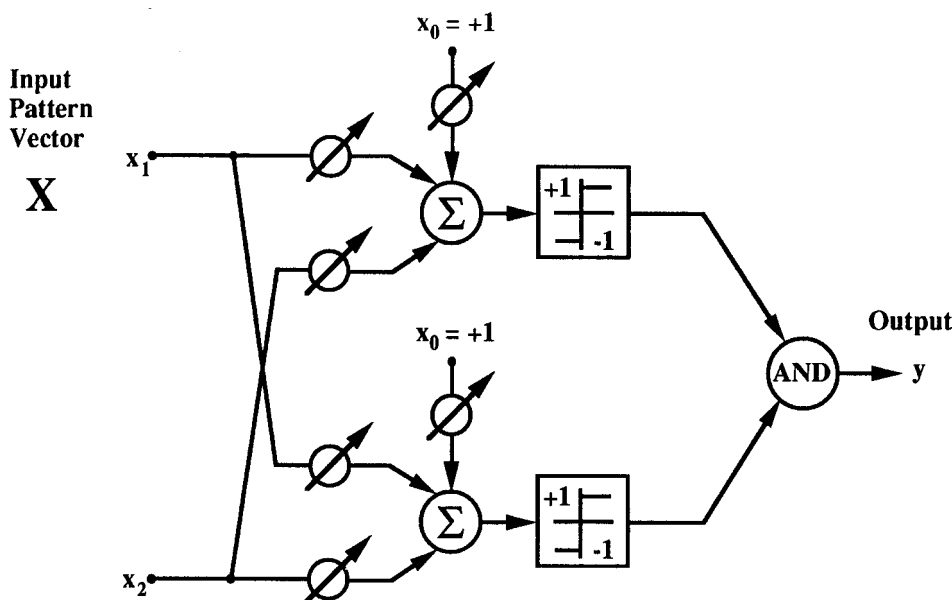 x₀ = +1
Input
Pattern
Vector
X
x₁
Σ
+1
-1
x₀ = +1
Output
AND
y
Σ
+1
-1
x₂